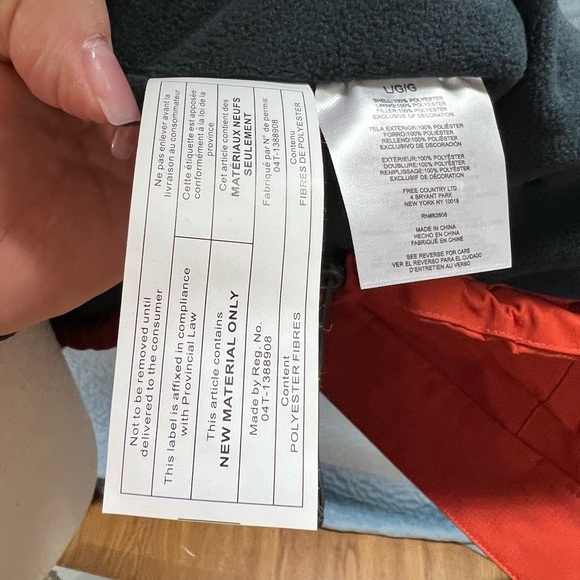 Ne pas enlever avant la
livraison au consommateur
Cette étiquette est apposée
conformément à la loi de la
province
Cet article content des
MATÉRIAUX NEUFS
SEULEMENT
Fabriqué par N° de permis:
04T-1388908
Contenu
FIBRES DE POLYESTER
Not to be removed until
delivered to the consumer
This label is affixed in compliance
with Provincial Law
This article contains
NEW MATERIAL ONLY
Made by Reg. No.
04T-1388908
Content
POLYESTER FIBRES
L/G/G
SHELL:100% POLYESTER
LINING:100% POLYESTER
FILLER:100% POLYESTER
EXCLUSIVE OF DECORATION
TELA EXTERIOR:100% POLIÉSTER
FORRO:100% POLIÉSTER
RELLENO:100% POLIÉSTER
EXCLUSIVE DE DECORACIÓN
EXTÉRIEUR:100% POLYESTER
DOUBLURE:100% POLYESTER
REMPLISSAGE:100% POLYESTER
EXCLUSIF DE DÉCORATION
FREE COUNTRY LTD
4 BRYANT PARK
NEW YORK NY 10018
MADE IN CHINA
HECHO EN CHINA
FABRIQUÉ EN CHINE
SEE REVERSE FOR CARE
VER EL REVERSO PARA EL CUIDADO
D'ENTRETIEN AU VERSO